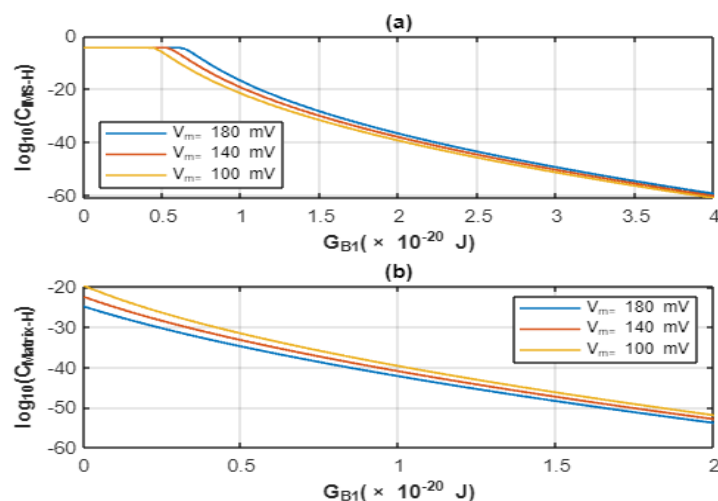 (a)
log10(CIMS-H)
0
-20
-40
-60
Vm= 180 mV
Vm= 140 mV
Vm= 100 mV
0 0.5 1 1.5 2 2.5 3 3.5 4
GB1( × 10-20 J)
(b)
log10(CMatrix-H)
-20
-30
-40
-50
-60
Vm= 180 mV
Vm= 140 mV
Vm= 100 mV
0 0.5 1 1.5 2
GB1( × 10-20 J)